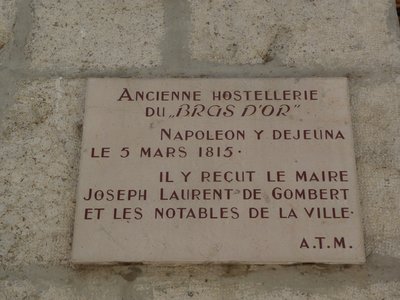 ANCIENNE HOSTELLERIE
DU „BRAS D'OR”
NAPOLEON Y DEJEUNA
LE 5 MARS 1815.
IL Y REÇUT LE MAIRE
JOSEPH LAURENT DE GOMBERT
ET LES NOTABLES DE LA VILLE.
A.T.M.